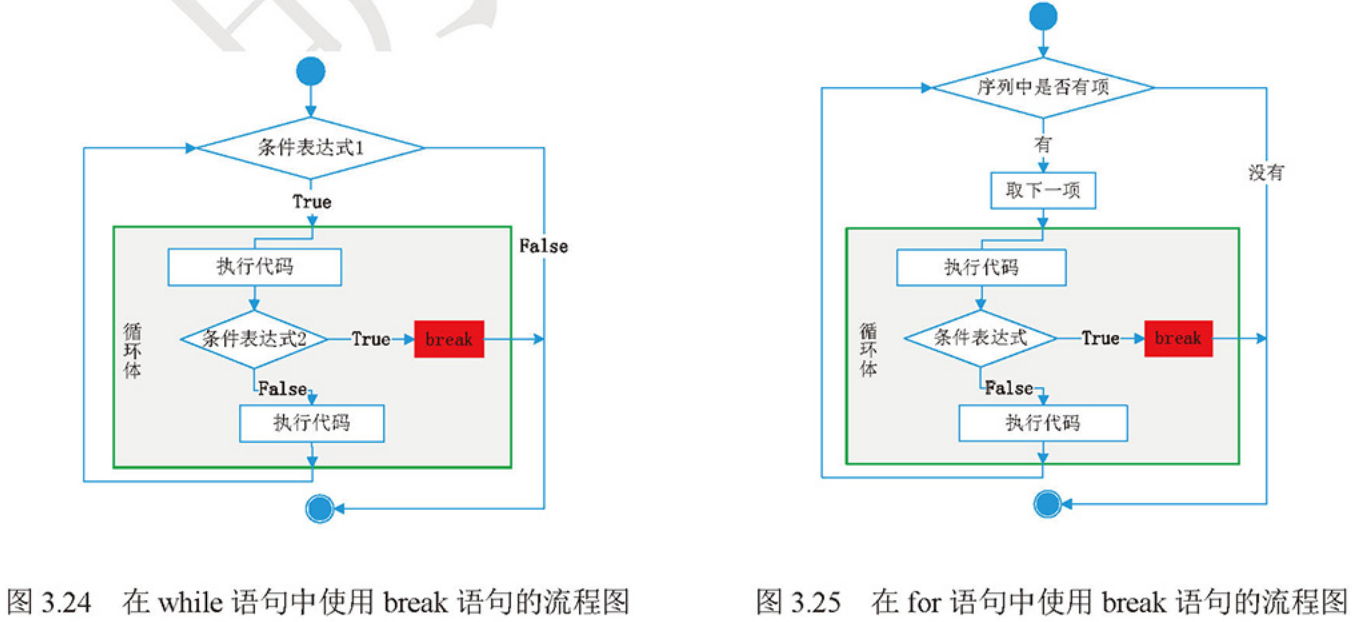 条件表达式1
True
False
执行代码
循环体
条件表达式2
True
break
False
执行代码
图 3.24 在 while 语句中使用 break 语句的流程图
序列中是否有项
有
没有
取下一项
执行代码
循环体
条件表达式
True
break
False
执行代码
图 3.25 在 for 语句中使用 break 语句的流程图